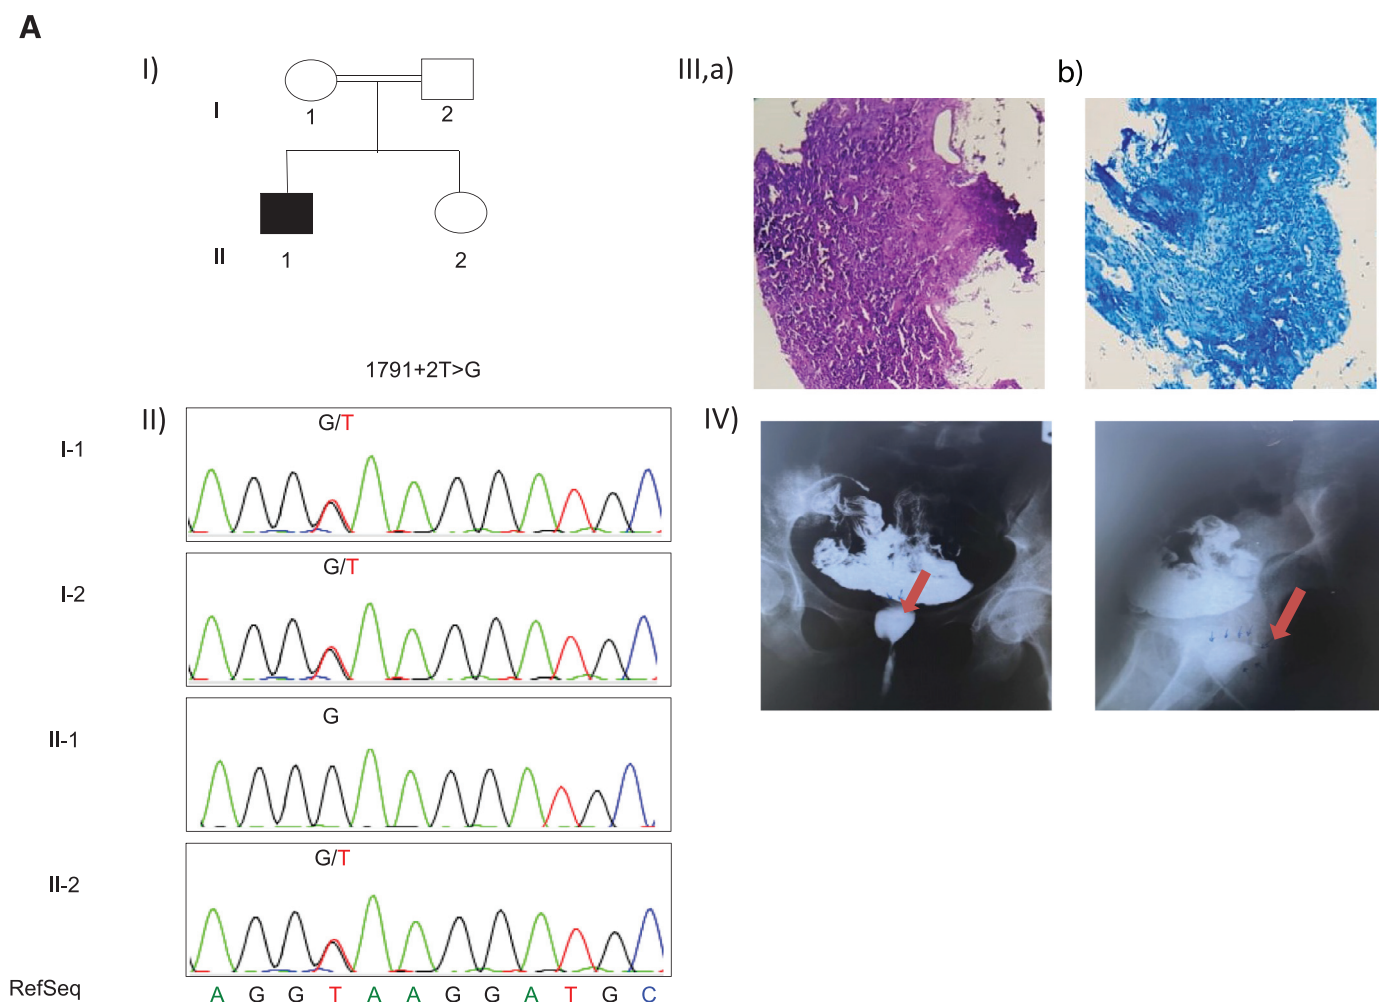 A
I)
I
1
2
II
1
2
1791+2T>G
II)
I-1
G/T
I-2
G/T
II-1
G
II-2
G/T
RefSeq A G G T A A G G A T G C
III,a)
b)
IV)